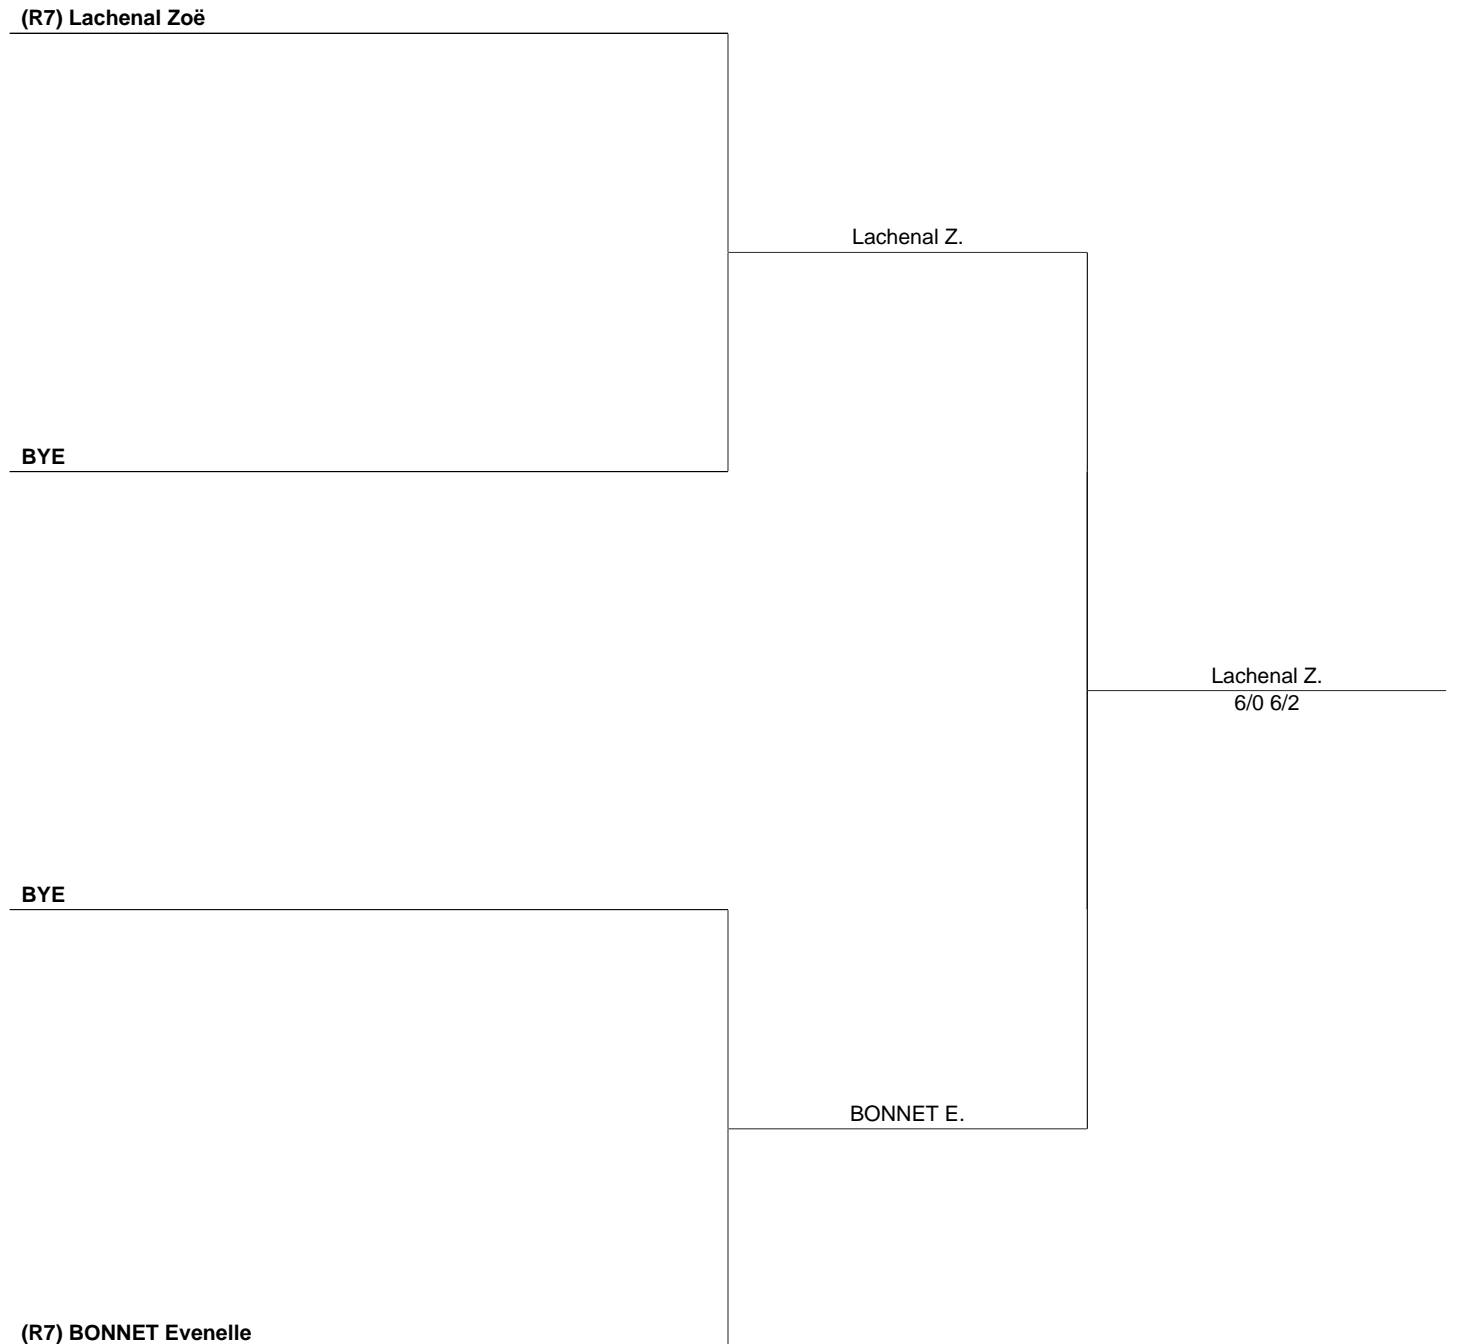 (R7) Lachenal Zoë
Lachenal Z.
BYE
Lachenal Z.
6/0 6/2
BYE
BONNET E.
(R7) BONNET Evenelle